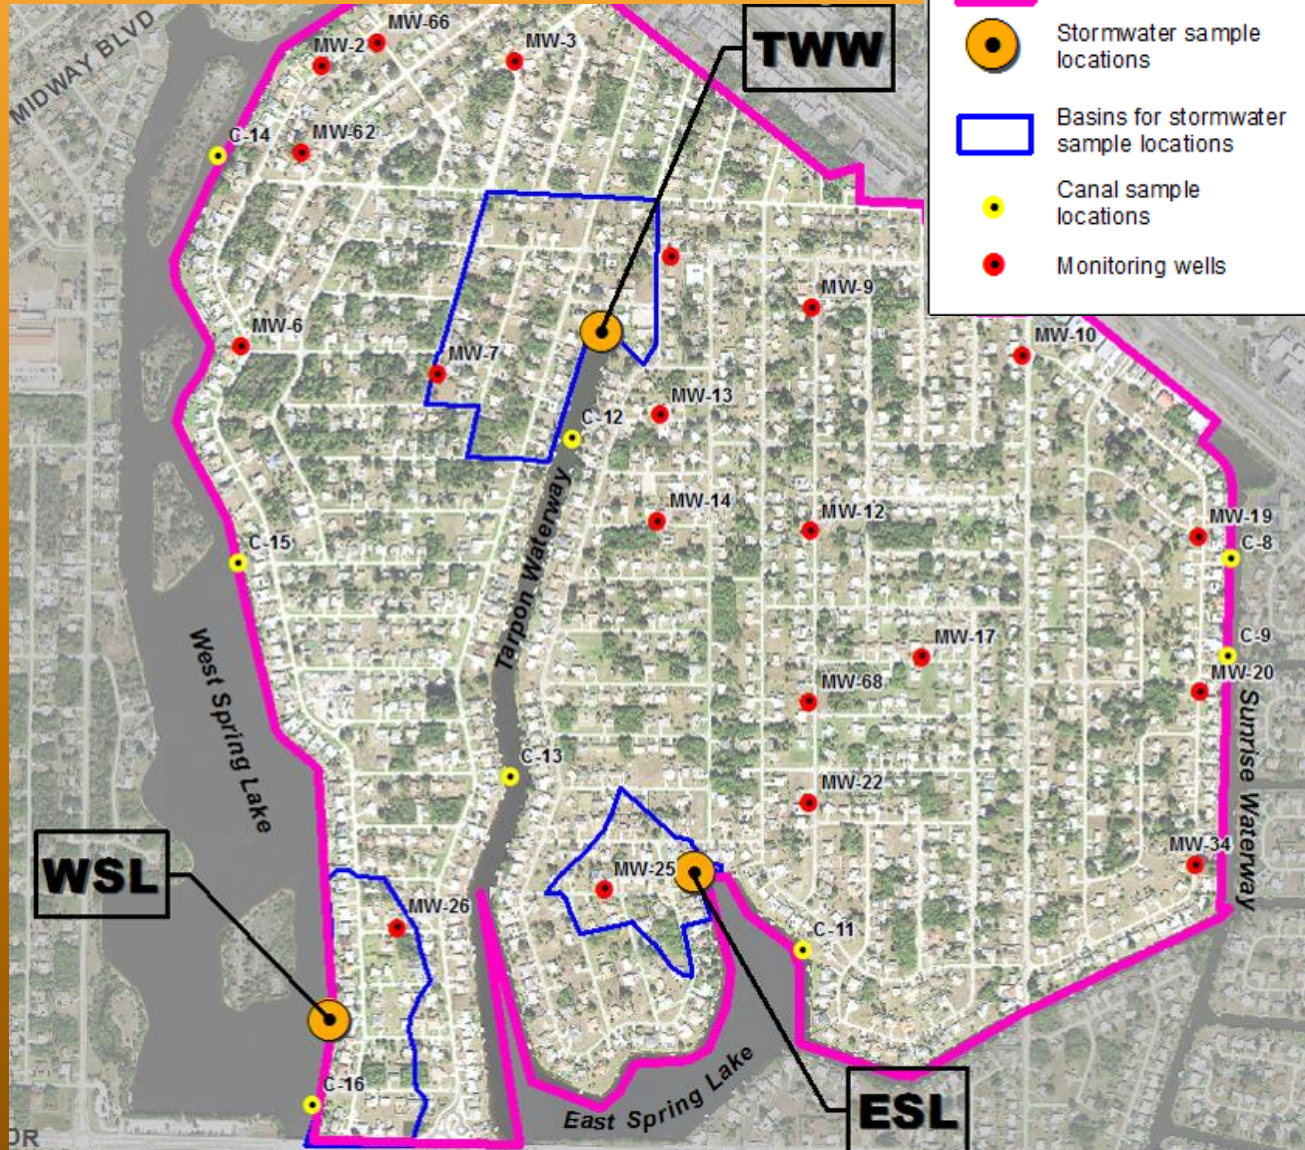 MIDWAY BLVD
MW-66
MW-2
MW-3
TWW
Stormwater sample
locations
Basins for stormwater
sample locations
Canal sample
locations
Monitoring wells
C-14
MW-62
MW-9
MW-6
MW-7
MW-10
MW-13
C-12
MW-14
MW-12
MW-19
C-8
C-15
Tarpon Waterway
C-9
MW-17
MW-20
MW-68
West Spring Lake
Sunrise Waterway
C-13
MW-22
WSL
MW-25
MW-34
MW-26
C-11
C-16
East Spring Lake
ESL
DR